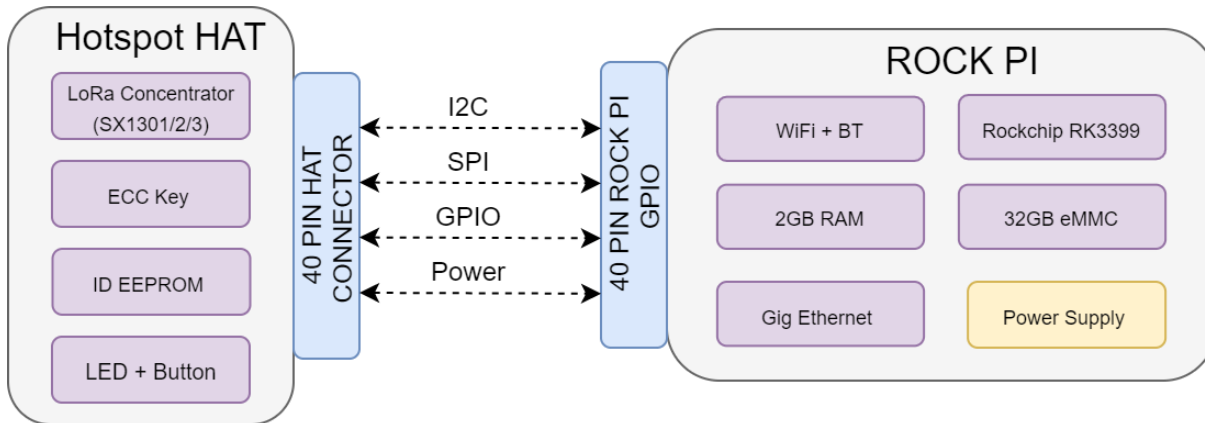 Hotspot HAT
LoRa Concentrator
(SX1301/2/3)
ECC Key
ID EEPROM
LED + Button
40 PIN HAT
CONNECTOR
I2C
SPI
GPIO
Power
40 PIN ROCK PI
GPIO
ROCK PI
WiFi + BT
Rockchip RK3399
2GB RAM
32GB eMMC
Gig Ethernet
Power Supply